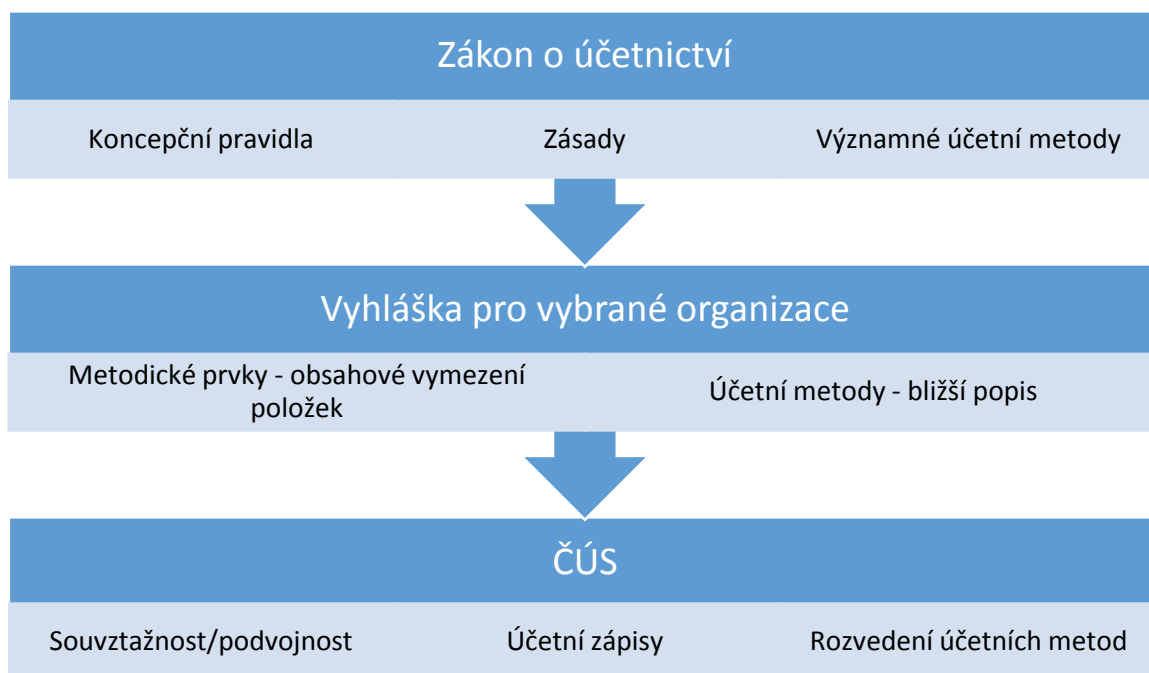 Zákon o účetnictví
Koncepční pravidla
Zásady
Významné účetní metody
Vyhláška pro vybrané organizace
Metodické prvky - obsahové vymezení
položek
Účetní metody - bližší popis
ČÚS
Souvztažnost/podvojnost
Účetní zápisy
Rozvedení účetních metod